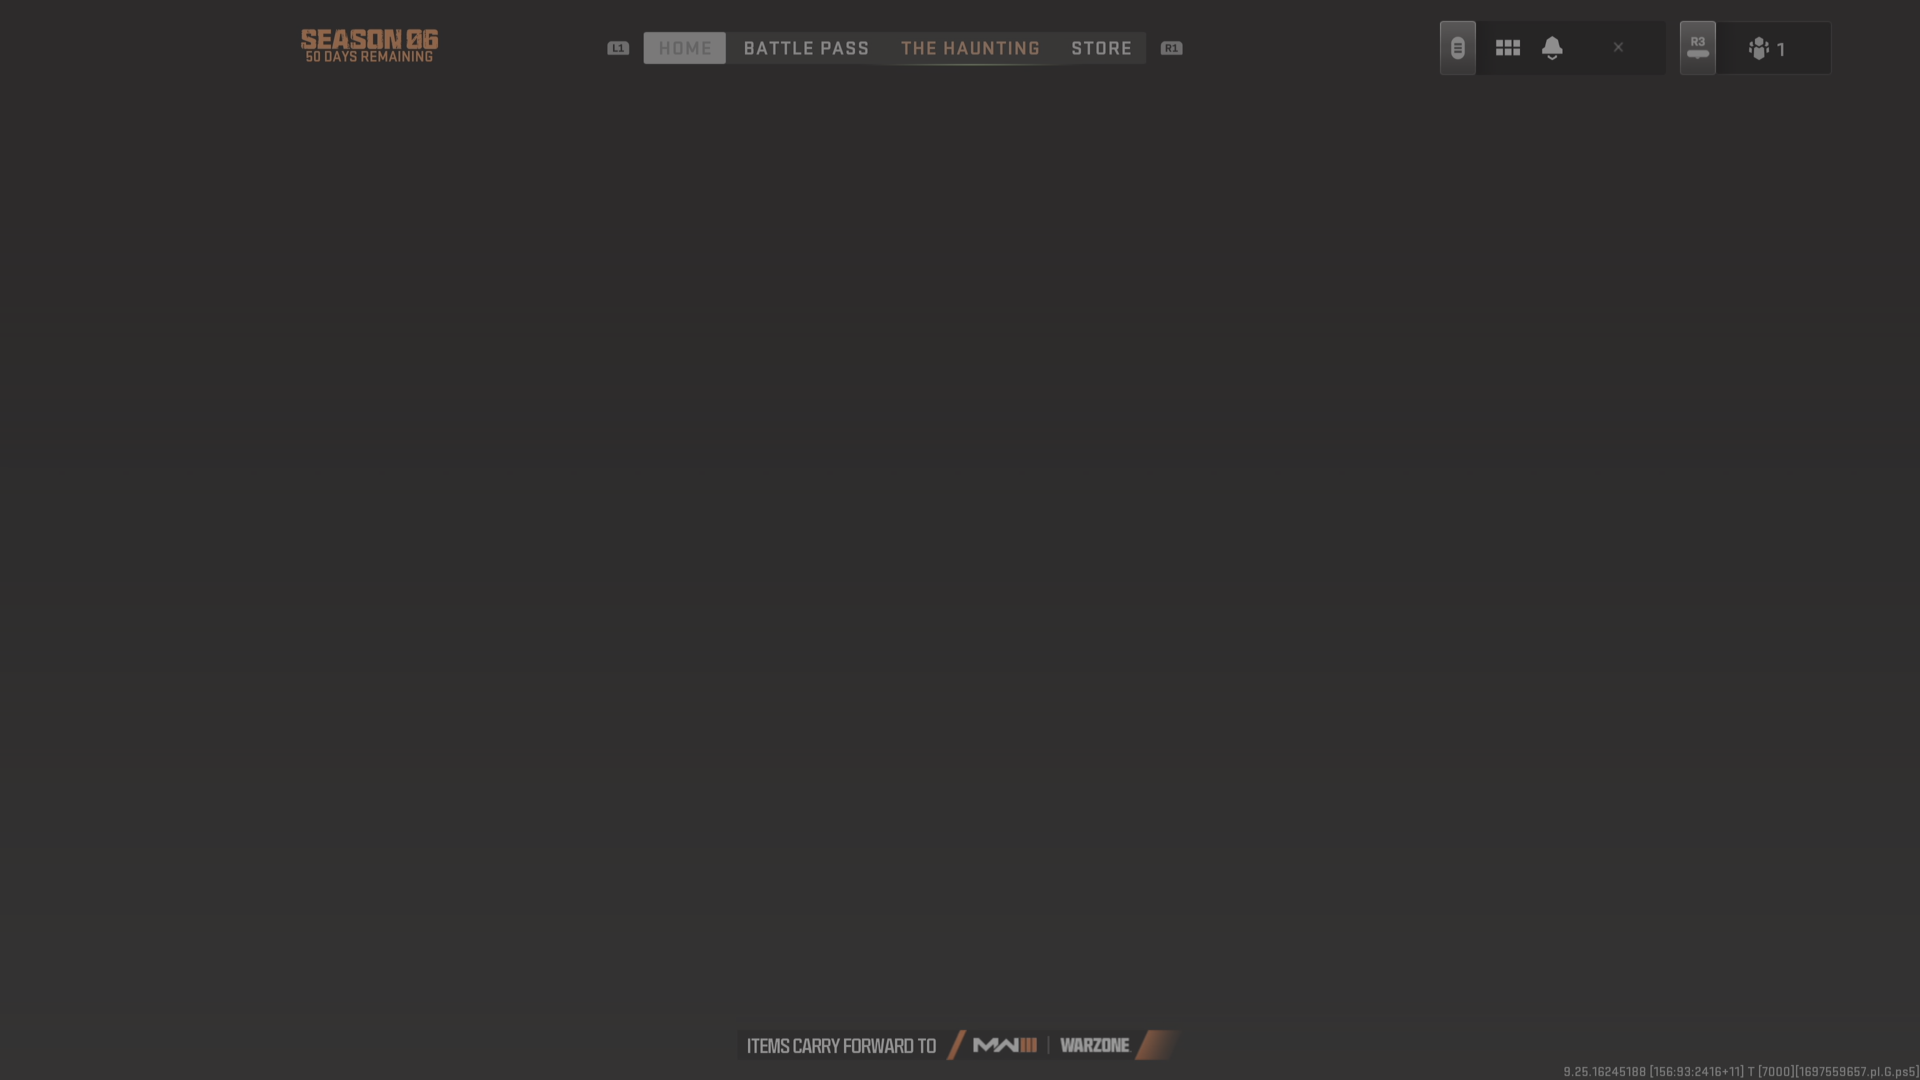 SEASON 06
50 DAYS REMAINING
L1 HOME BATTLE PASS THE HAUNTING STORE R1
R3 1
ITEMS CARRY FORWARD TO MWIII WARZONE
9.25.16245188 [156:93:2416+11] T [7000][1697559657.pl.G.ps5]